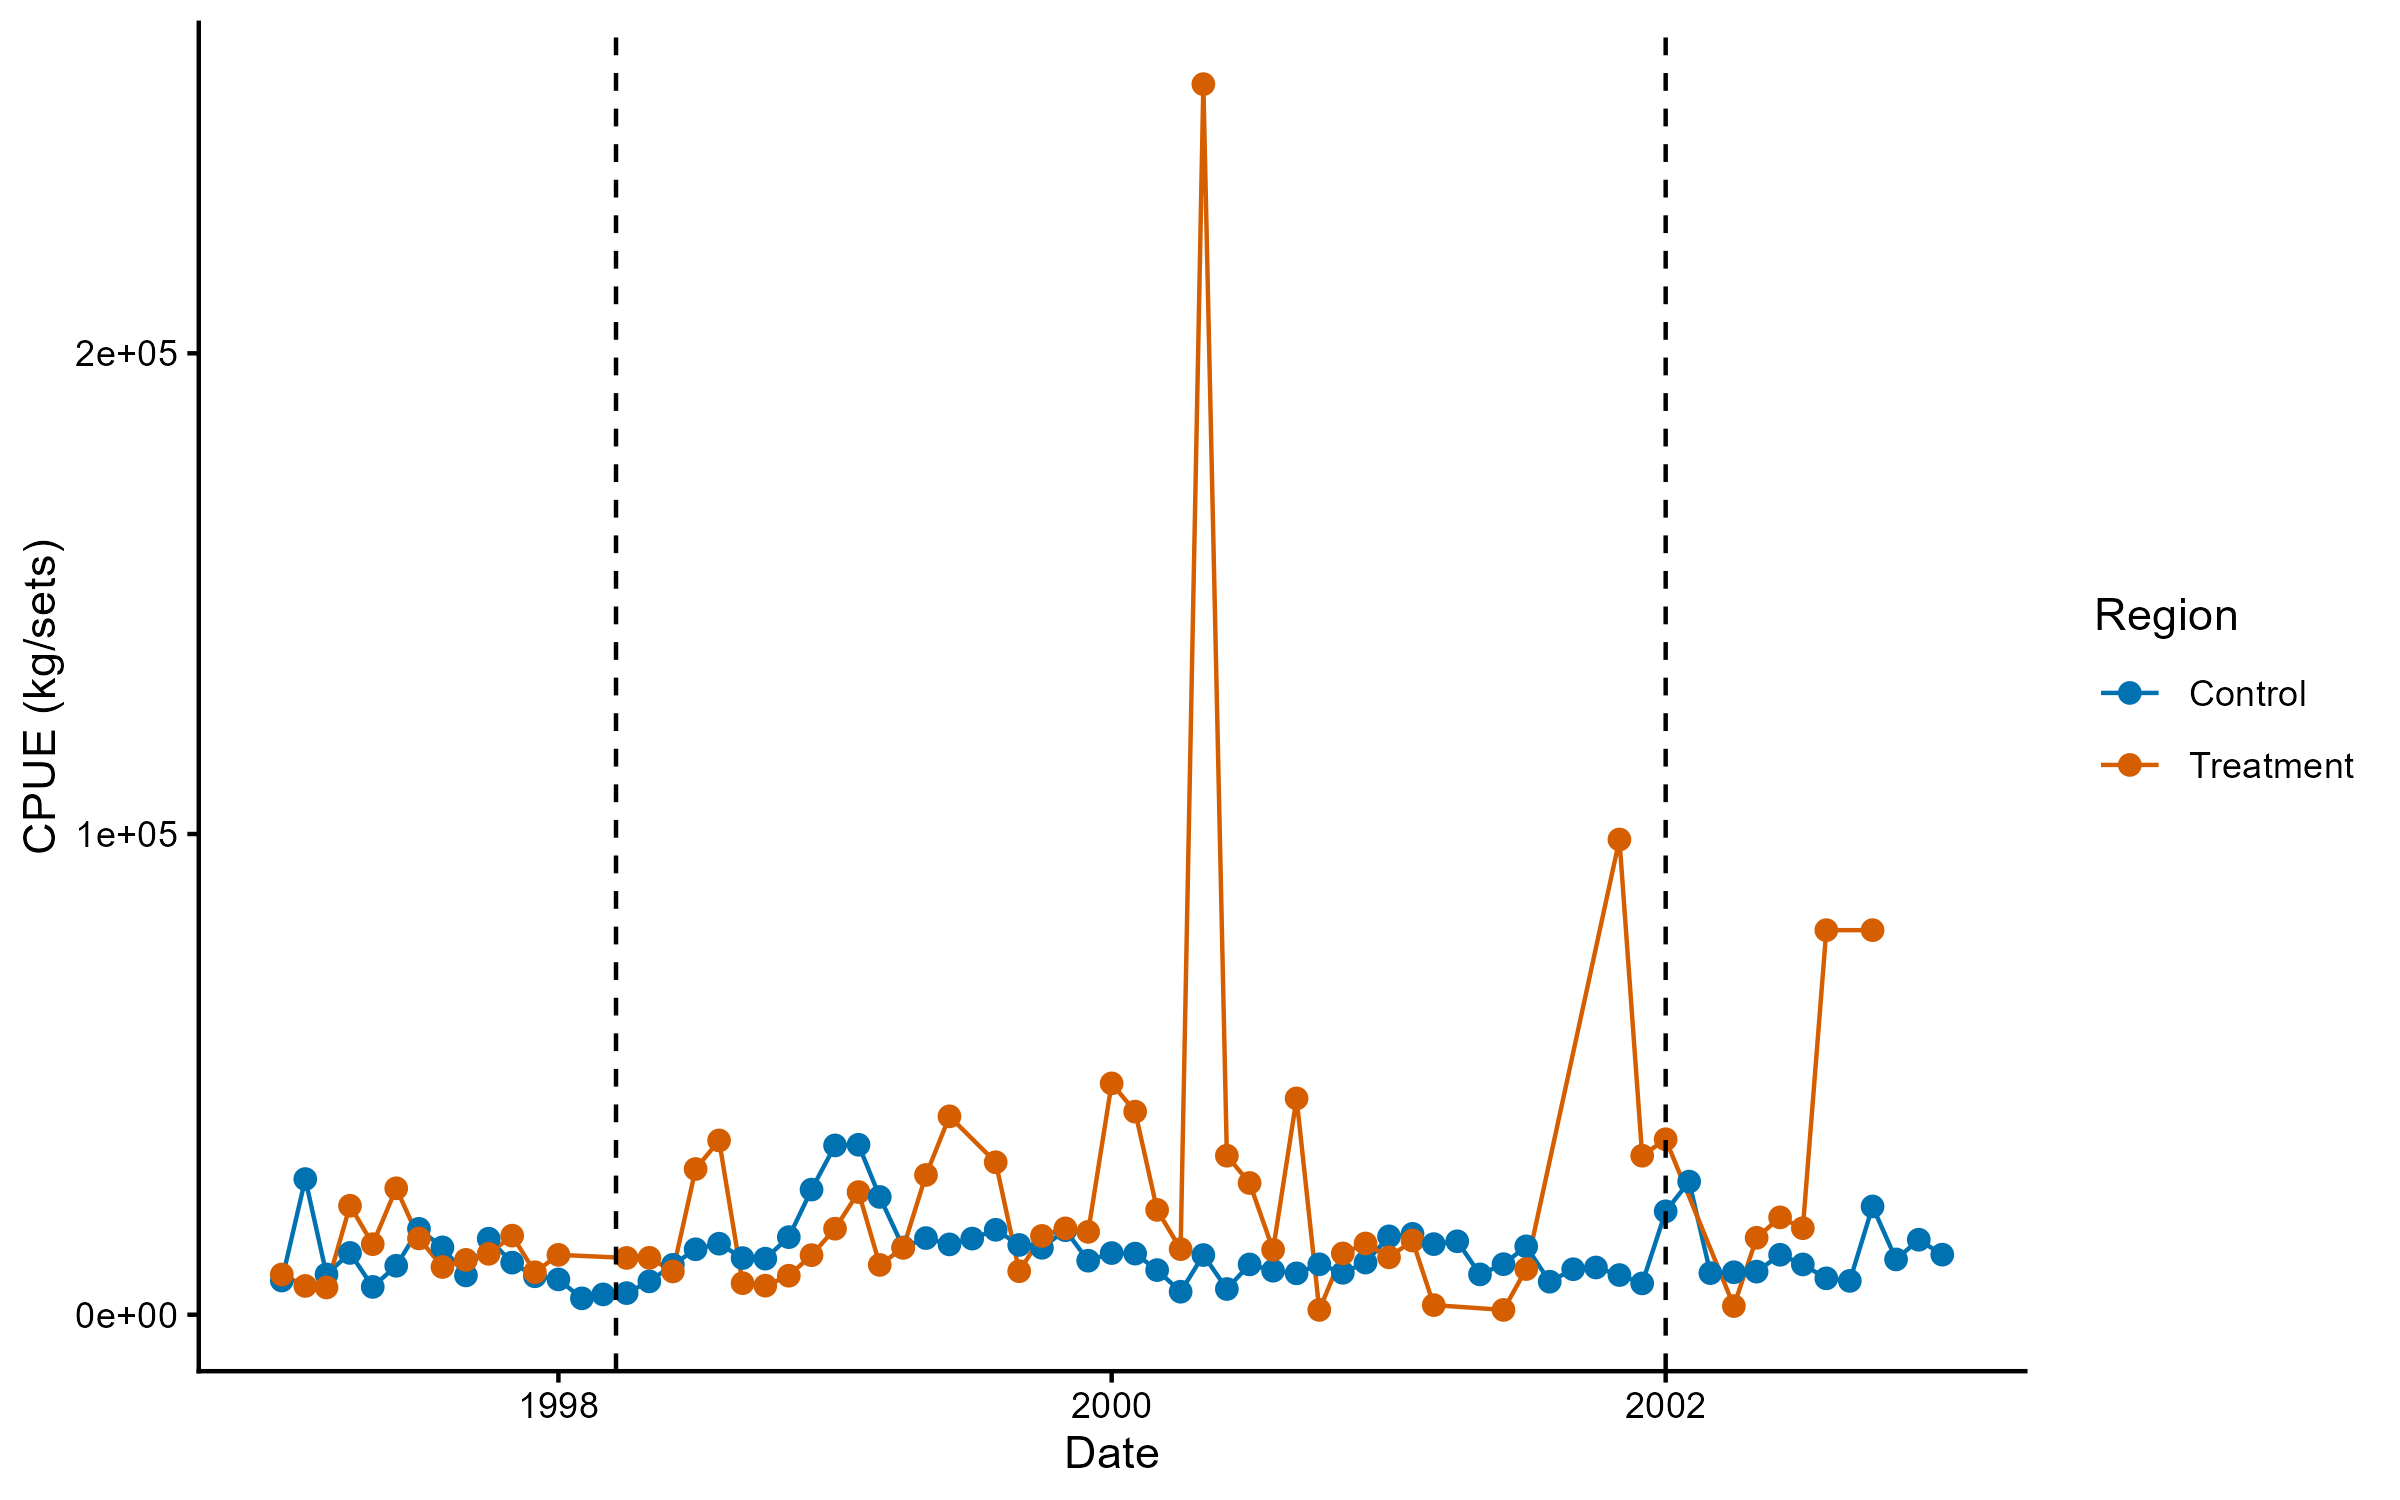 CPUE (kg/sets)
2e+05
1e+05
0e+00
1998
2000
2002
Date
Region
Control
Treatment